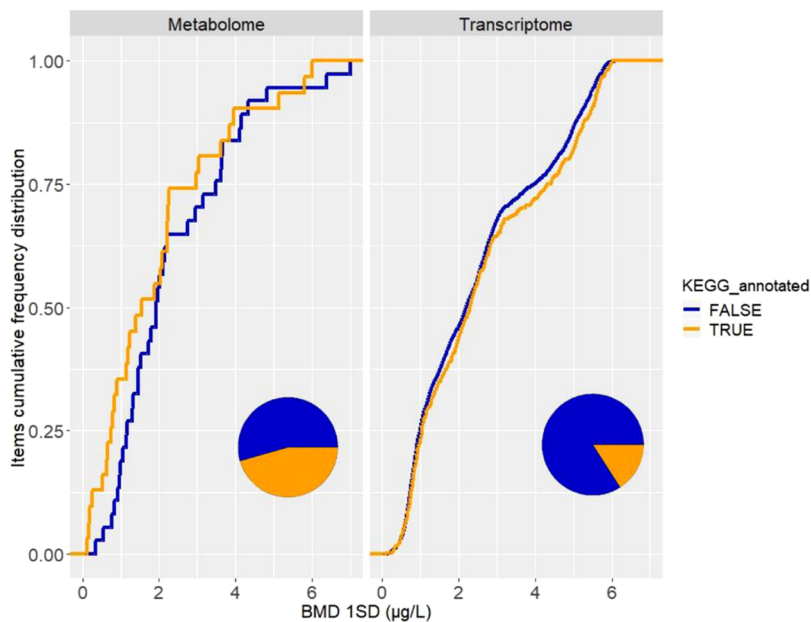 Metabolome
Transcriptome
Items cumulative frequency distribution
1.00
0.75
0.50
0.25
0.00
0 2 4 6
0 2 4 6
BMD 1SD (µg/L)
KEGG_annotated
FALSE
TRUE